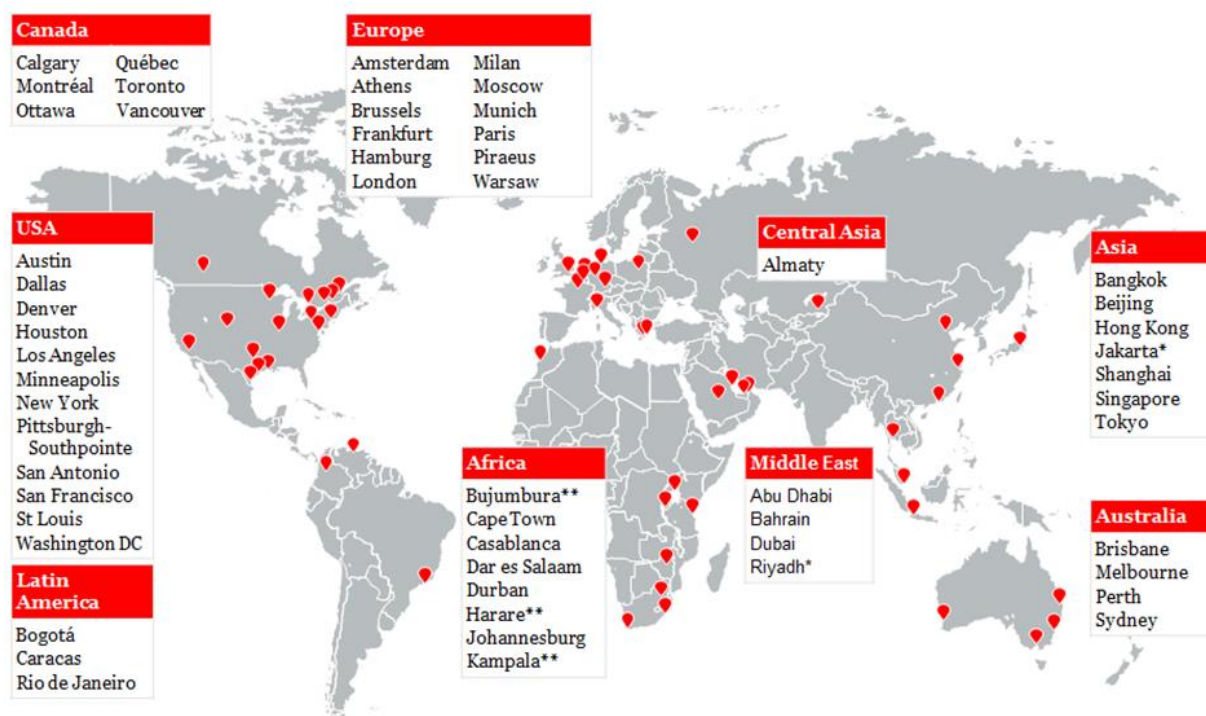 Canada
Calgary Québec
Montréal Toronto
Ottawa Vancouver
Europe
Amsterdam Milan
Athens Moscow
Brussels Munich
Frankfurt Paris
Hamburg Piraeus
London Warsaw
USA
Austin
Dallas
Denver
Houston
Los Angeles
Minneapolis
New York
Pittsburgh-
Southpointe
San Antonio
San Francisco
St Louis
Washington DC
Latin
America
Bogotá
Caracas
Rio de Janeiro
Africa
Bujumbura**
Cape Town
Casablanca
Dar es Salaam
Durban
Harare**
Johannesburg
Kampala**
Central Asia
Almaty
Middle East
Abu Dhabi
Bahrain
Dubai
Riyadh*
Asia
Bangkok
Beijing
Hong Kong
Jakarta*
Shanghai
Singapore
Tokyo
Australia
Brisbane
Melbourne
Perth
Sydney